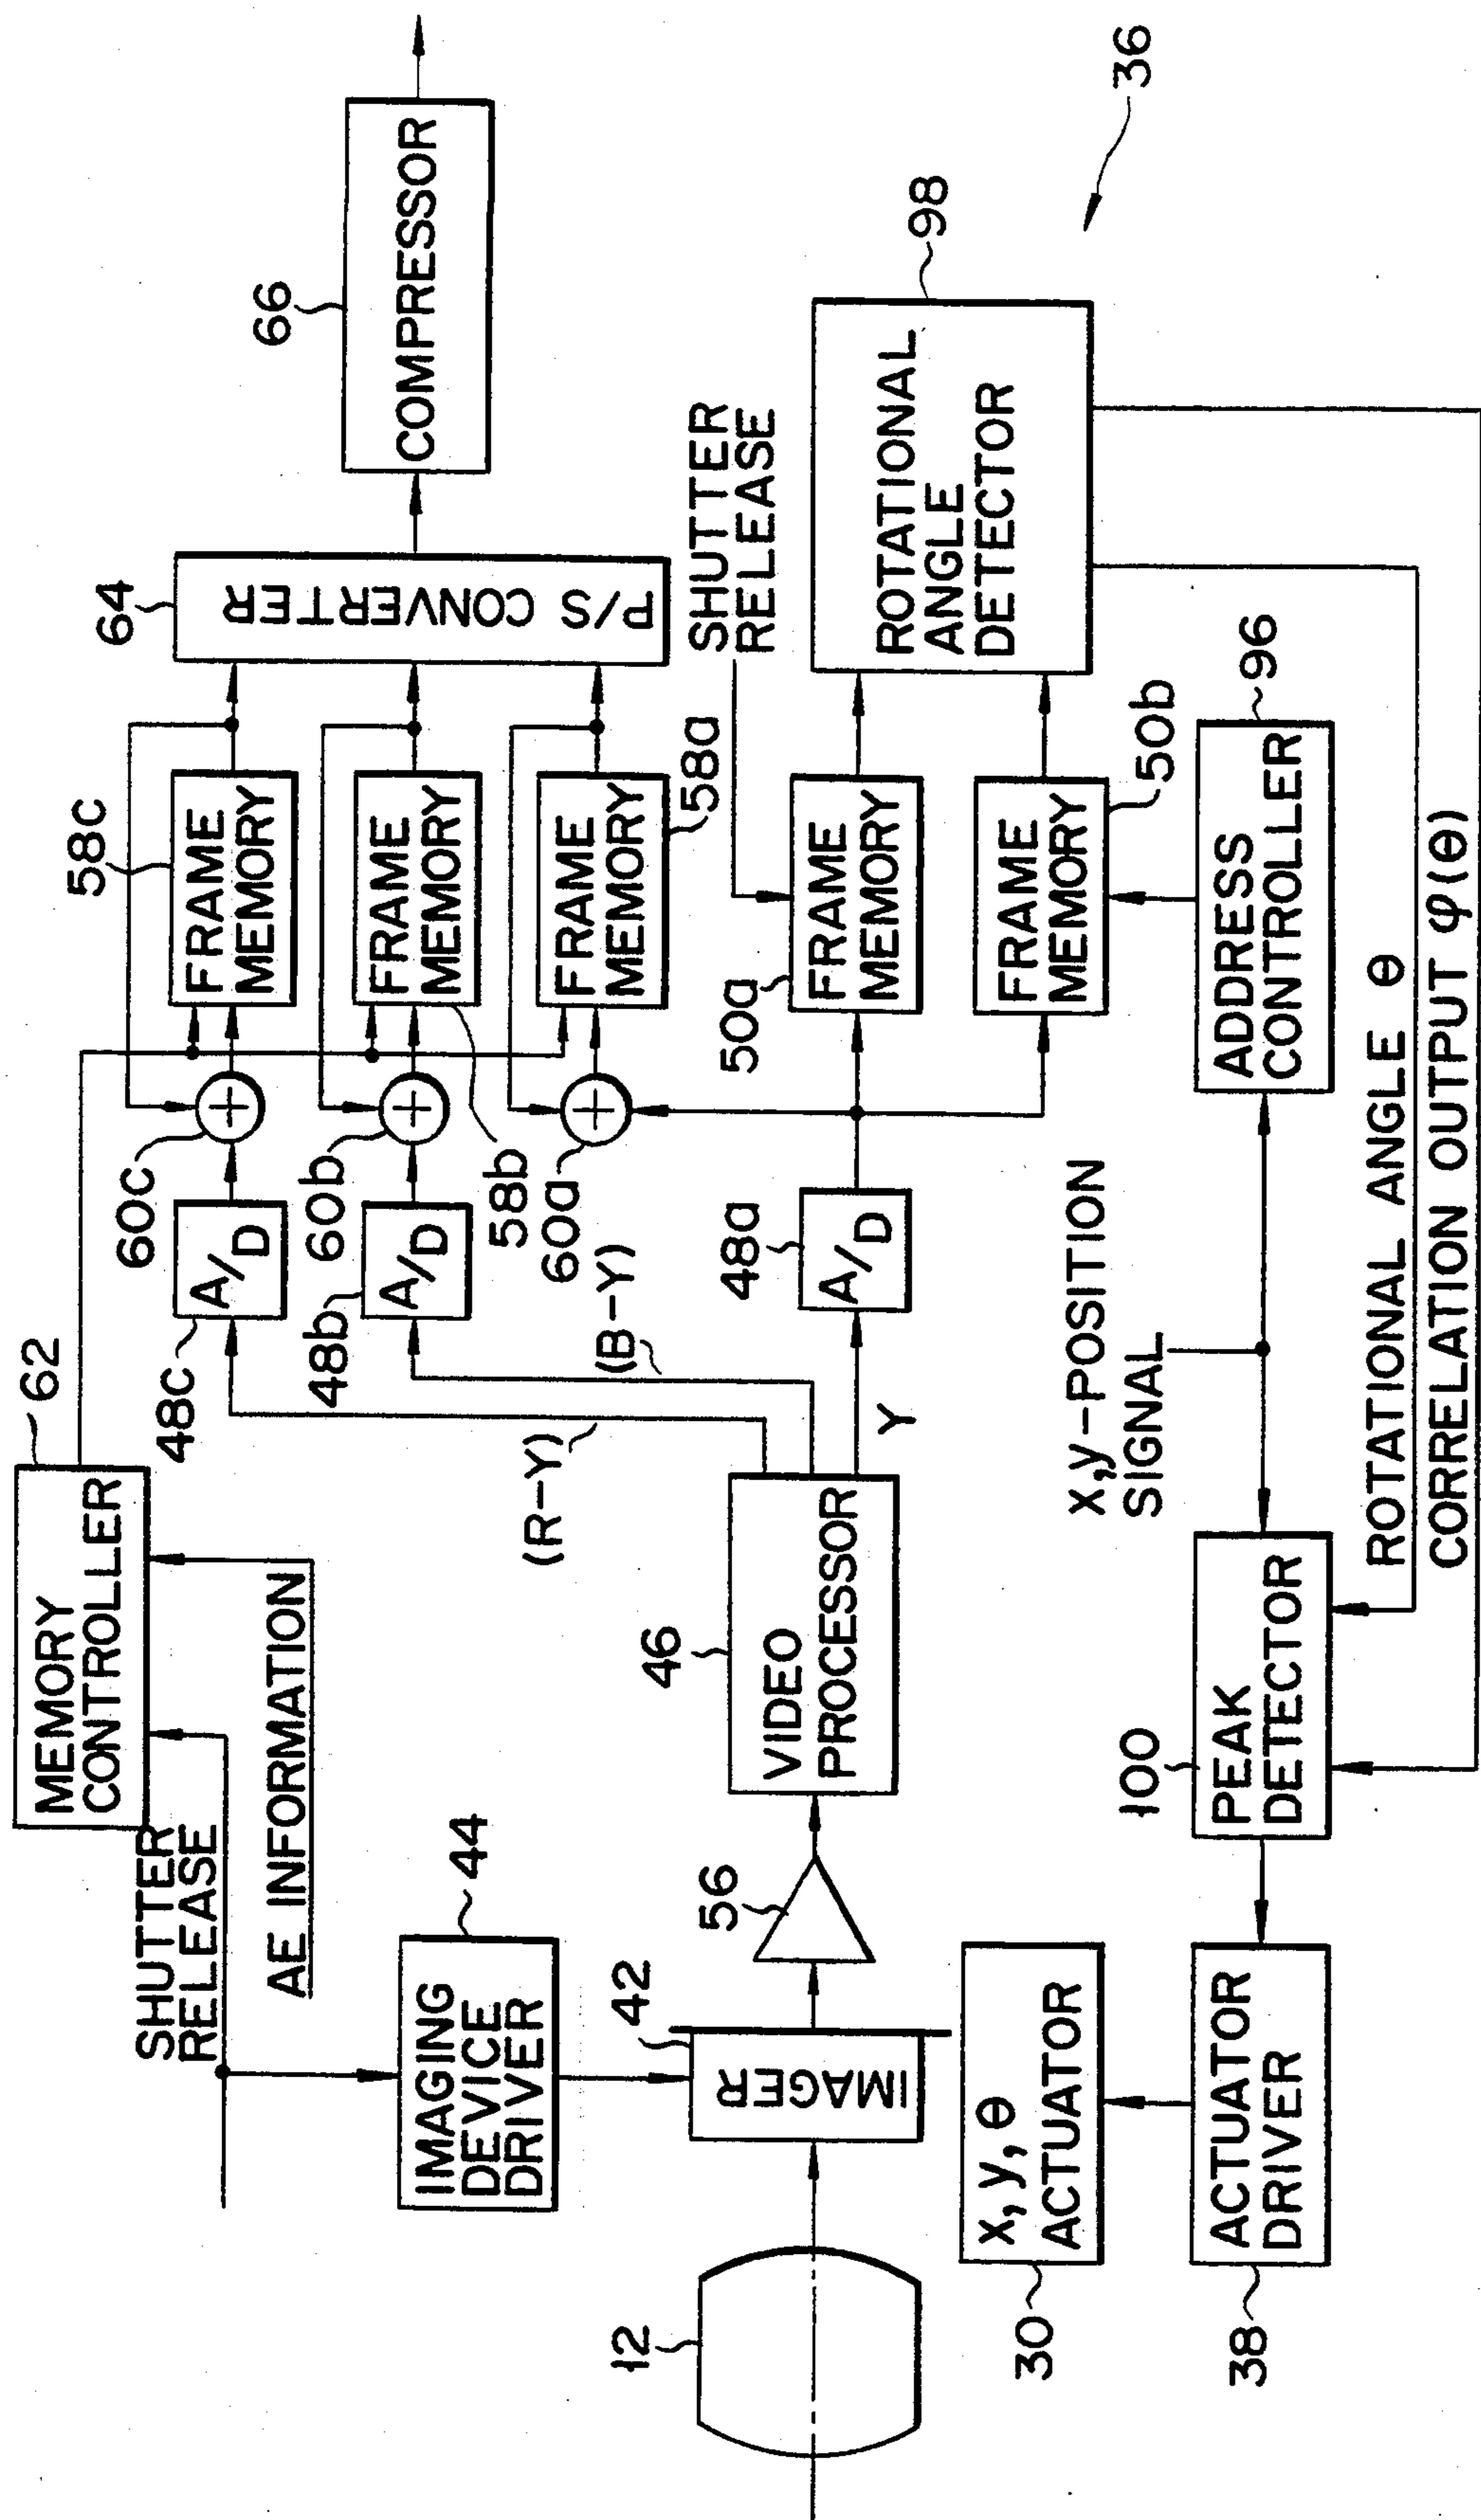 62
MEMORY
CONTROLLER
SHUTTER
RELEASE
AE INFORMATION
44
IMAGING
DEVICE
DRIVER
12
42
IMAGER
56
46
VIDEO
PROCESSOR
(R-Y)
(B-Y)
Y
48c
A/D
60c
+
58c
FRAME
MEMORY
48b
A/D
60b
+
58b
FRAME
MEMORY
60a
+
58a
FRAME
MEMORY
64
P/S CONVERTER
66
COMPRESSOR
48a
A/D
SHUTTER
RELEASE
50a
FRAME
MEMORY
50b
FRAME
MEMORY
98
ROTATIONAL
ANGLE
DETECTOR
36
x,y-POSITION
SIGNAL
96
ADDRESS
CONTROLLER
30
x, y, θ
ACTUATOR
38
ACTUATOR
DRIVER
100
PEAK
DETECTOR
ROTATIONAL ANGLE θ
CORRELATION OUTPUT φ(θ)